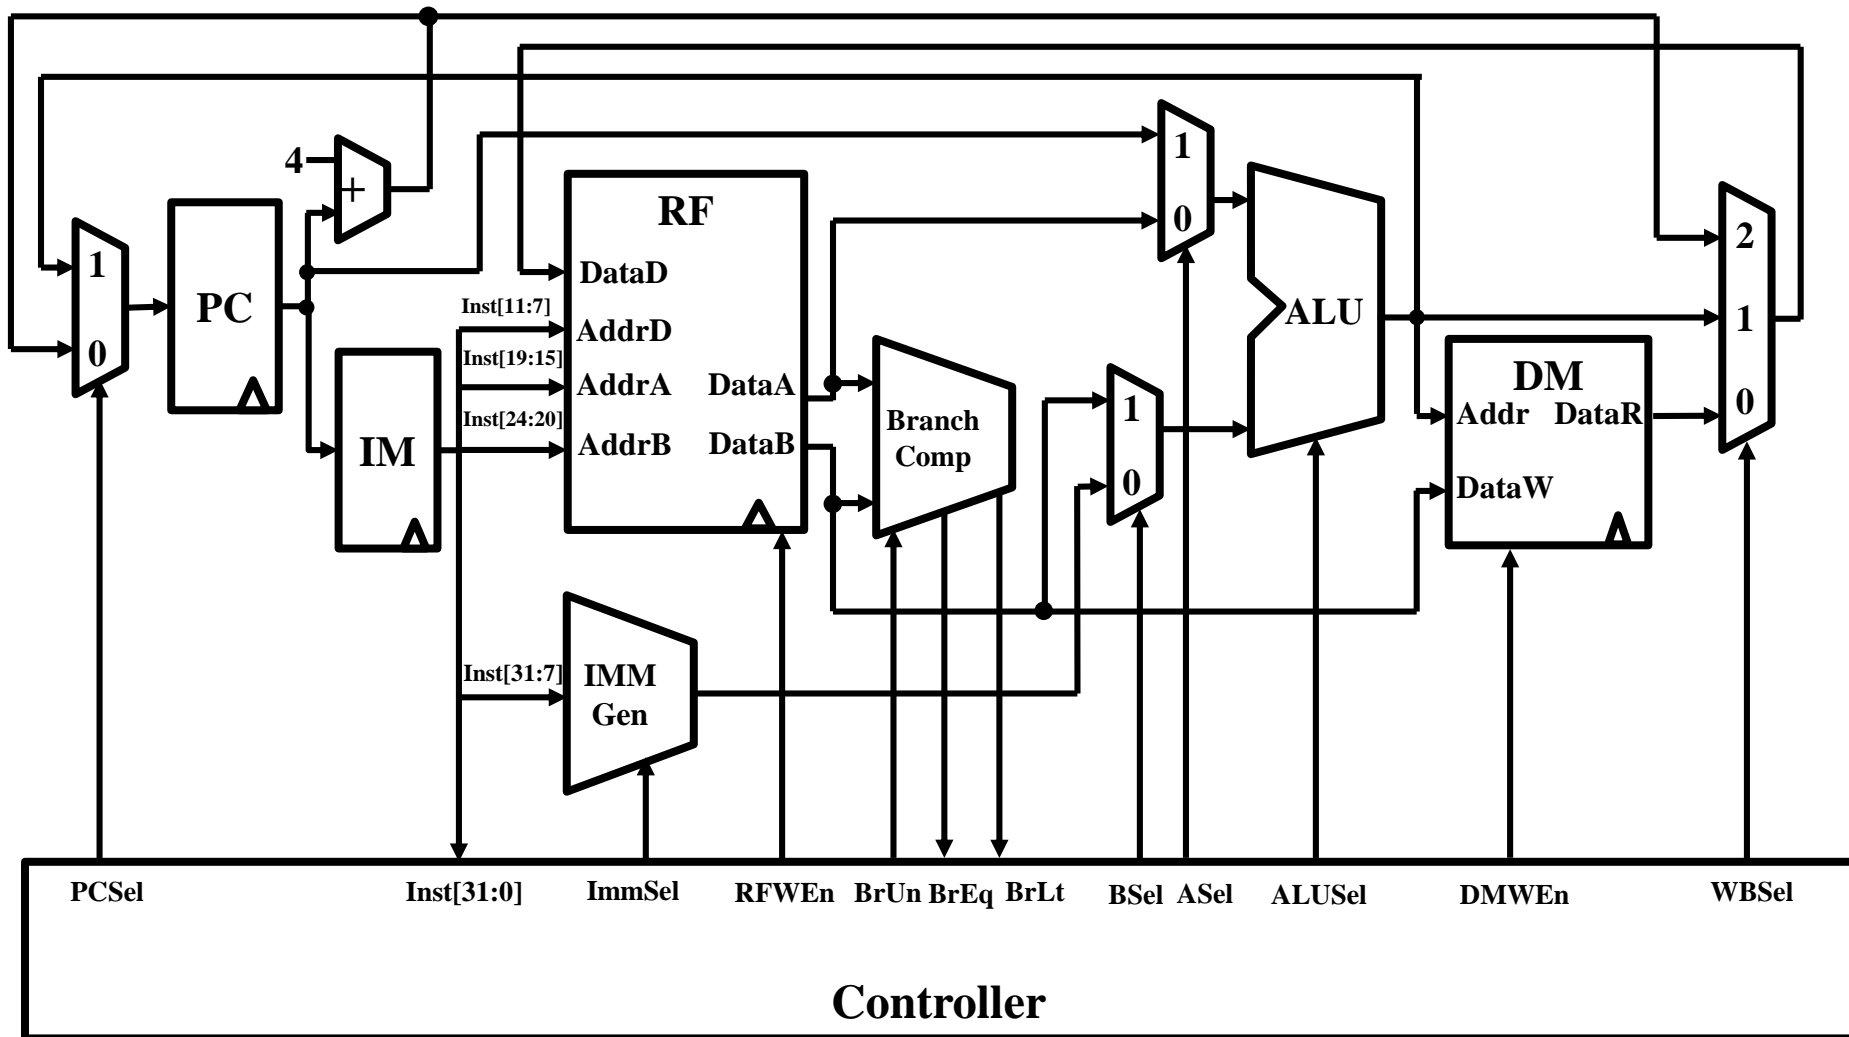 4
+
1
0
PC
IM
RF
DataD
Inst[11:7]
AddrD
Inst[19:15]
AddrA
DataA
Inst[24:20]
AddrB
DataB
Branch
Comp
1
0
1
0
ALU
DM
Addr
DataR
DataW
2
1
0
Inst[31:7]
IMM
Gen
PCSel
Inst[31:0]
ImmSel
RFWEn
BrUn
BrEq
BrLt
BSel
ASel
ALUSel
DMWEn
WBSel
Controller